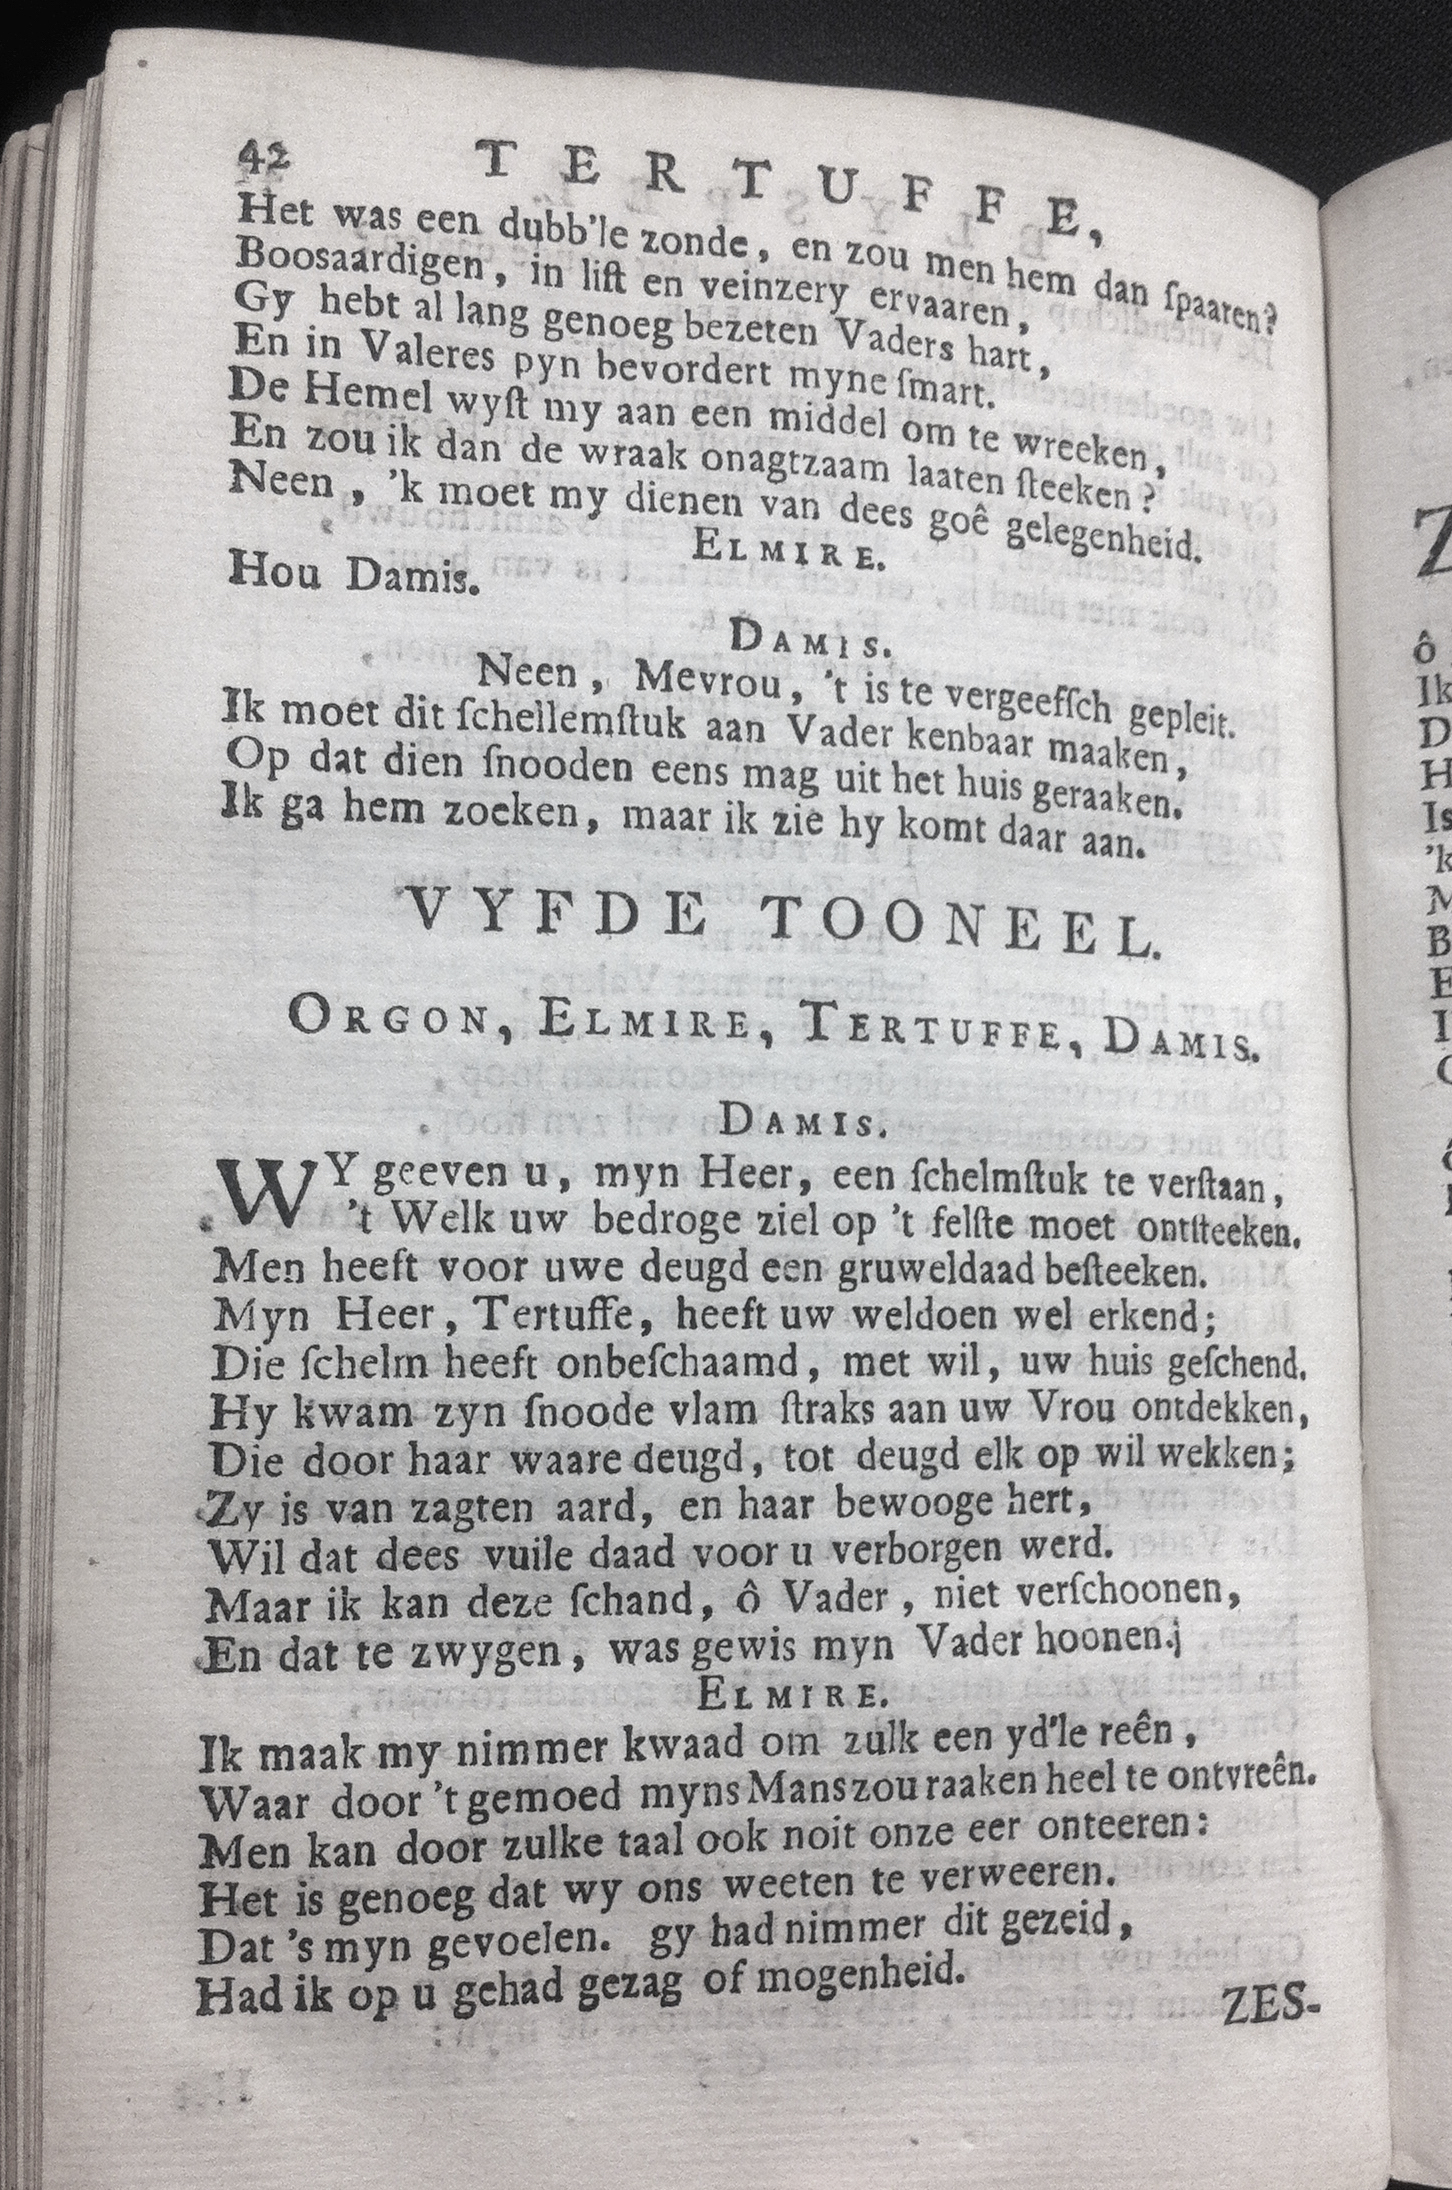 42 TERTUFFE,
Het was een dubb'le zonde, en zou men hem dan ſpaaren?
Boosaardigen, in liſt en veinzery ervaaren,
Gy hebt al lang genoeg bezeten Vaders hart,
En in Valeres pyn bevordert myne ſmart.
De Hemel wyſt my aan een middel om te wreeken,
En zou ik dan de wraak onagtzaam laaten ſteeken?
Neen, 'k moet my dienen van dees goê gelegenheid.
ELMIRE.
Hou Damis.
DAMIS.
Neen, Mevrou, 't is te vergeefſch gepleit.
Ik moet dit ſchellemſtuk aan Vader kenbaar maaken,
Op dat dien ſnooden eens mag uit het huis geraaken.
Ik ga hem zoeken, maar ik zie hy komt daar aan.
VYFDE TOONEEL.
ORGON, ELMIRE, TERTUFFE, DAMIS.
DAMIS.
WY geeven u, myn Heer, een ſchelmſtuk te verſtaan,
't Welk uw bedroge ziel op 't felſte moet ontſteeken.
Men heeft voor uwe deugd een gruweldaad beſteeken.
Myn Heer, Tertuffe, heeft uw weldoen wel erkend;
Die ſchelm heeft onbeſchaamd, met wil, uw huis geſchend.
Hy kwam zyn ſnoode vlam ſtraks aan uw Vrou ontdekken,
Die door haar waare deugd, tot deugd elk op wil wekken;
Zy is van zagten aard, en haar bewooge hert,
Wil dat dees vuile daad voor u verborgen werd.
Maar ik kan deze ſchand, ô Vader, niet verſchoonen,
En dat te zwygen, was gewis myn Vader hoonen.j
ELMIRE.
Ik maak my nimmer kwaad om zulk een yd'le reên,
Waar door 't gemoed myns Mans zou raaken heel te ontvreên.
Men kan door zulke taal ook noit onze eer onteeren:
Het is genoeg dat wy ons weeten te verweeren.
Dat 's myn gevoelen. gy had nimmer dit gezeid,
Had ik op u gehad gezag of mogenheid.
ZES-